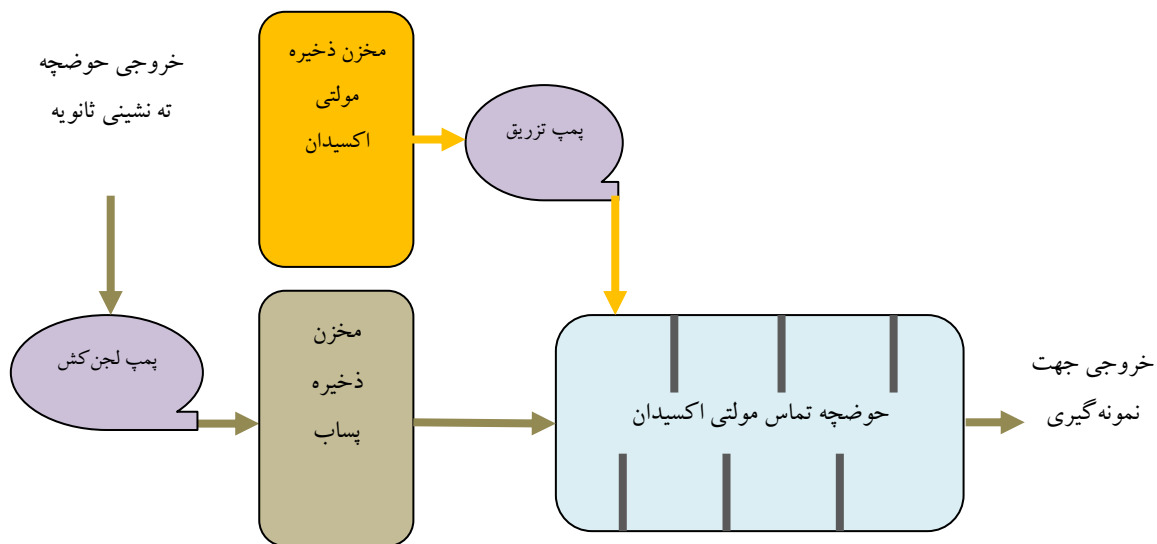 خروجی حوضچه
ته نشینی ثانویه
مخزن ذخیره
مولتی
اکسیدان
پمپ تزریق
پمپ لجن‌کش
مخزن
ذخیره
پساب
حوضچه تماس مولتی اکسیدان
خروجی جهت
نمونه‌گیری